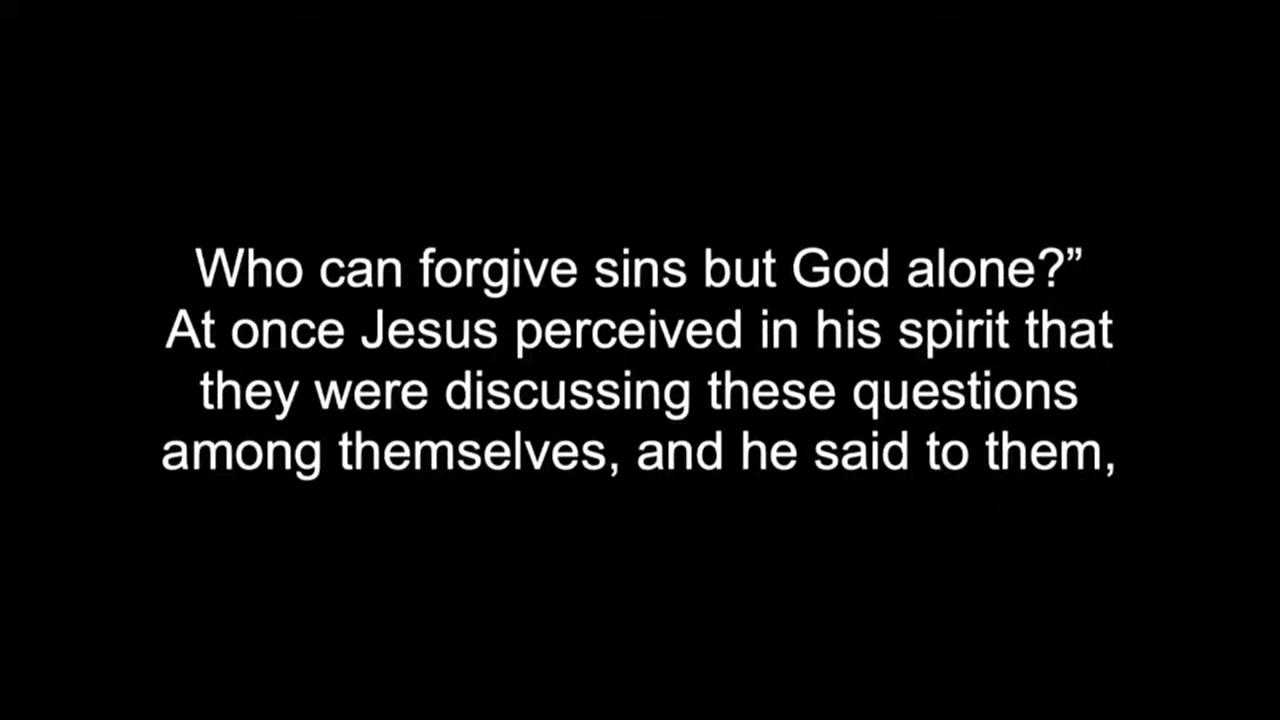 Who can forgive sins but God alone?”
At once Jesus perceived in his spirit that
they were discussing these questions
among themselves, and he said to them,